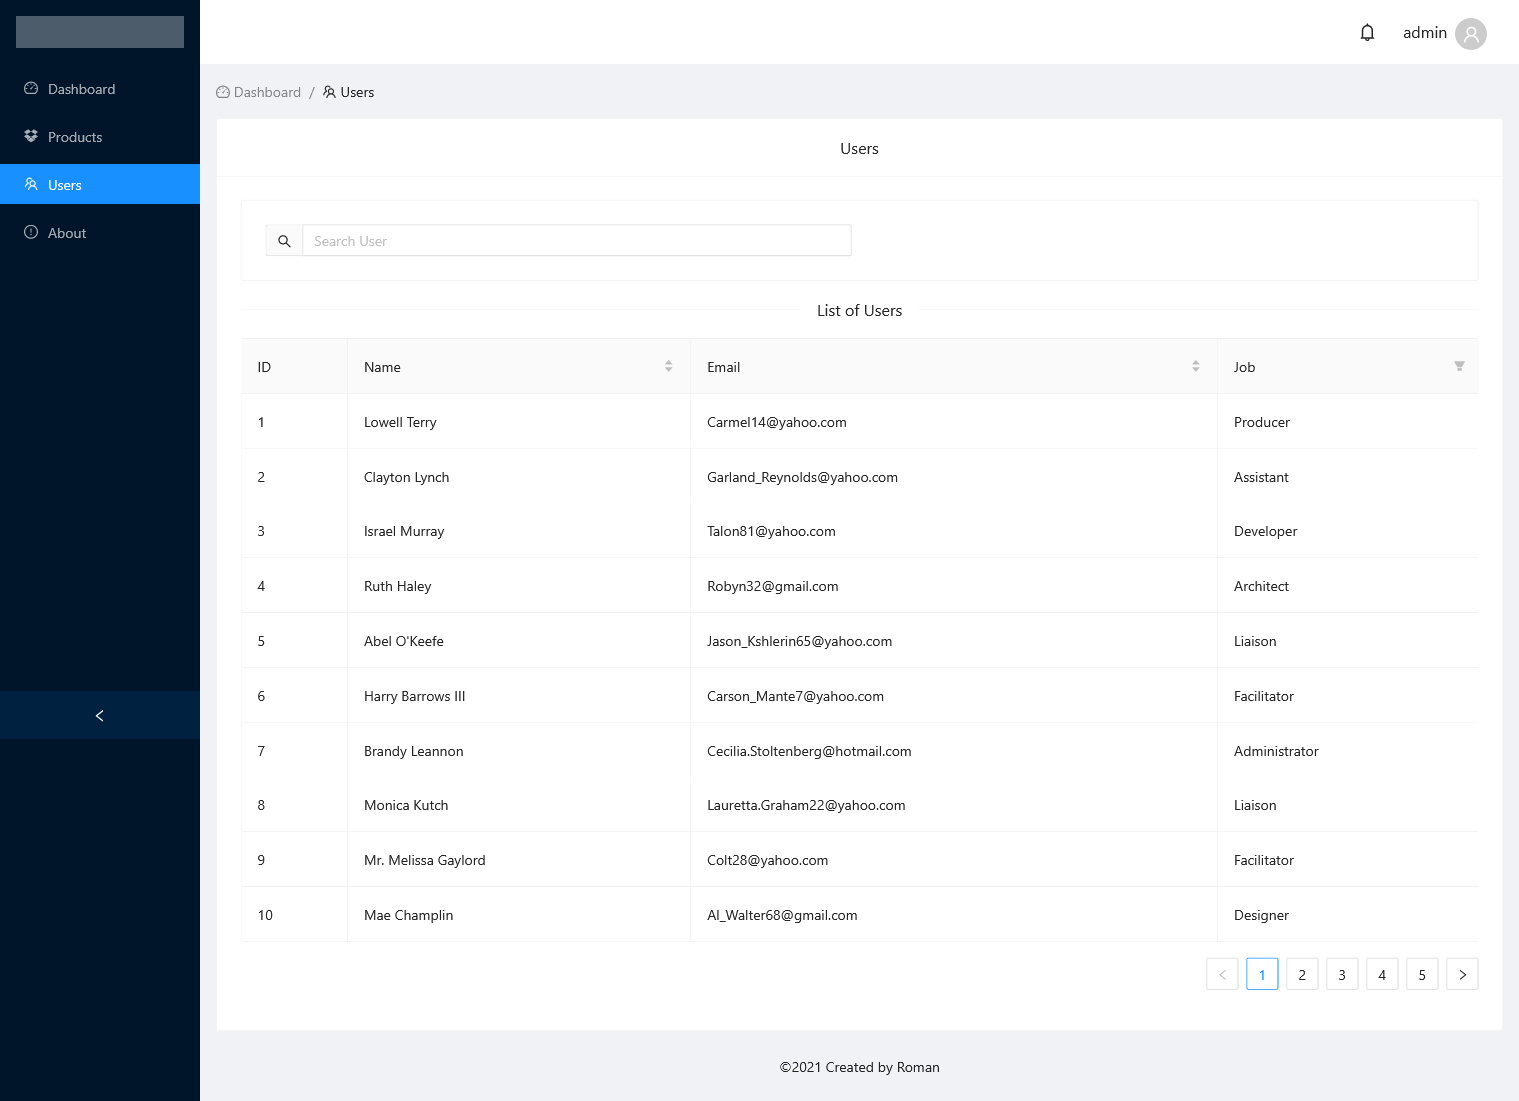 admin
Dashboard
Products
Users
About
Dashboard / Users
Users
Search User
List of Users
ID Name Email Job
1 Lowell Terry Carmel14@yahoo.com Producer
2 Clayton Lynch Garland_Reynolds@yahoo.com Assistant
3 Israel Murray Talon81@yahoo.com Developer
4 Ruth Haley Robyn32@gmail.com Architect
5 Abel O'Keefe Jason_Kshlerin65@yahoo.com Liaison
6 Harry Barrows III Carson_Mante7@yahoo.com Facilitator
7 Brandy Leannon Cecilia.Stoltenberg@hotmail.com Administrator
8 Monica Kutch Lauretta.Graham22@yahoo.com Liaison
9 Mr. Melissa Gaylord Colt28@yahoo.com Facilitator
10 Mae Champlin Al_Walter68@gmail.com Designer
1 2 3 4 5
©2021 Created by Roman